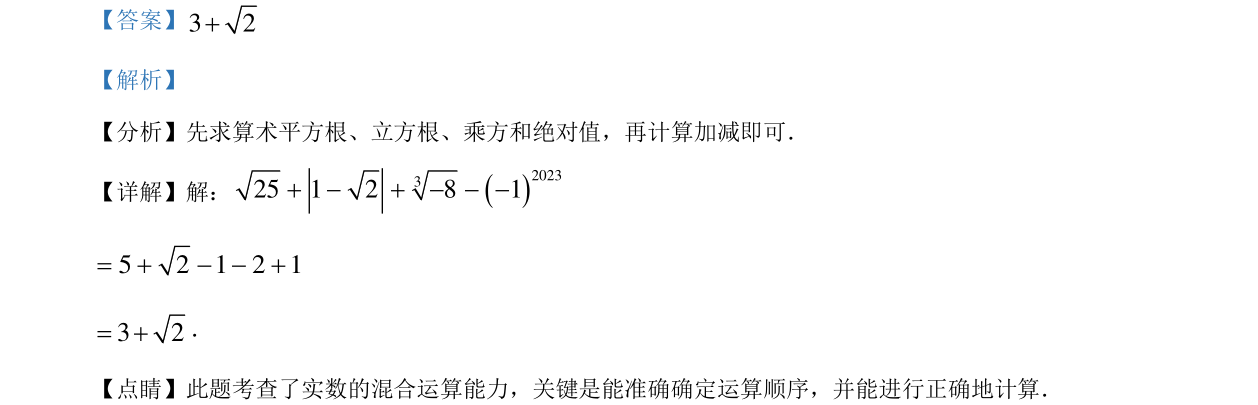 【答案】3+√2
【解析】
【分析】先求算术平方根、立方根、乘方和绝对值，再计算加减即可．
【详解】解：√25+|1−√2|+∛−8−(−1)^2023
=5+√2−1−2+1
=3+√2．
【点睛】此题考查了实数的混合运算能力，关键是能准确确定运算顺序，并能进行正确地计算．